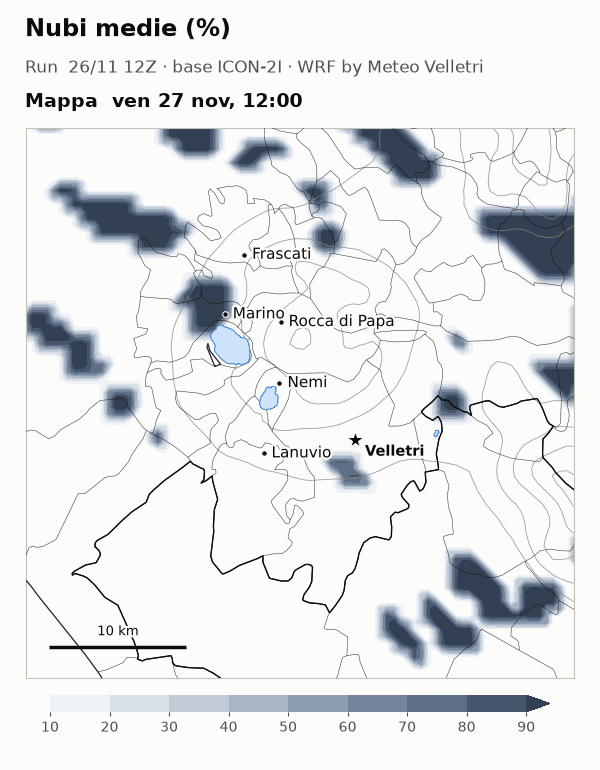 Nubi medie (%)
Run  26/11 12Z · base ICON-2I · WRF by Meteo Velletri
Mappa  ven 27 nov, 12:00
Frascati
Marino
Rocca di Papa
Nemi
Velletri
Lanuvio
10 km
10 20 30 40 50 60 70 80 90